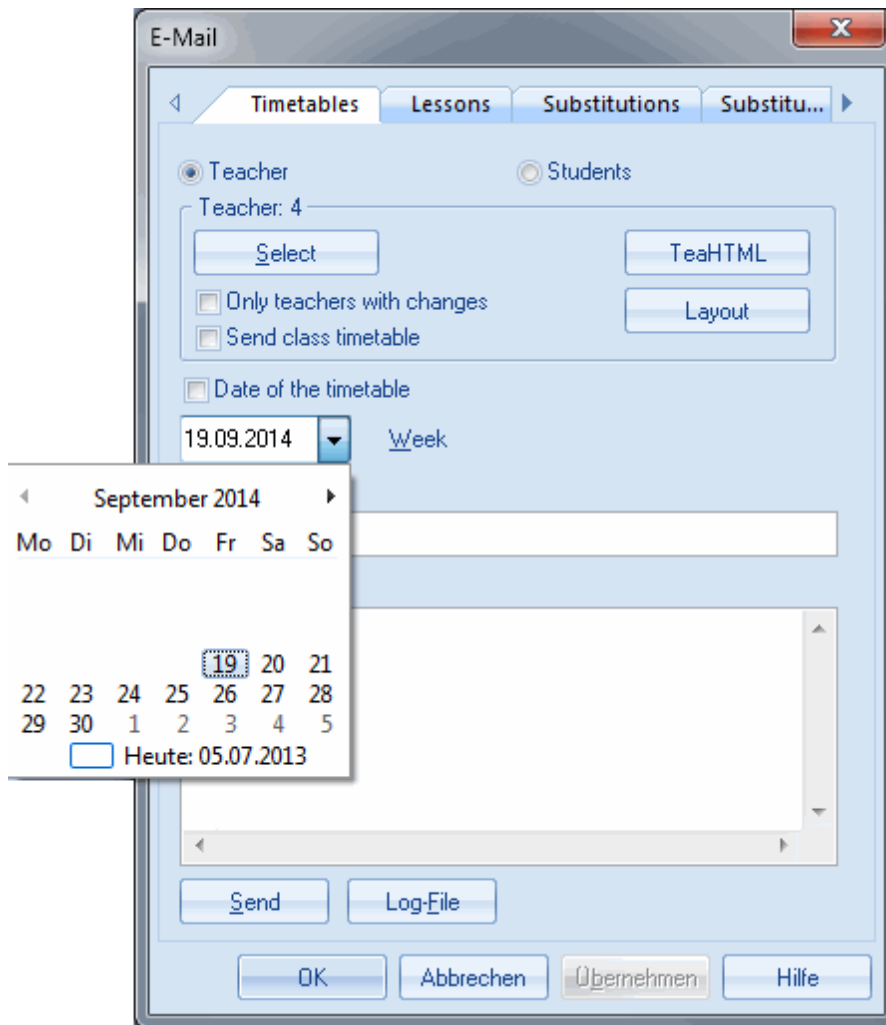 E-Mail
Timetables Lessons Substitutions Substitu...
Teacher Students
Teacher: 4
Select TeaHTML
Only teachers with changes
Layout
Send class timetable
Date of the timetable
19.09.2014 Week
September 2014
Mo Di Mi Do Fr Sa So
19 20 21
22 23 24 25 26 27 28
29 30 1 2 3 4 5
Heute: 05.07.2013
Send Log-File
OK Abbrechen Übernehmen Hilfe